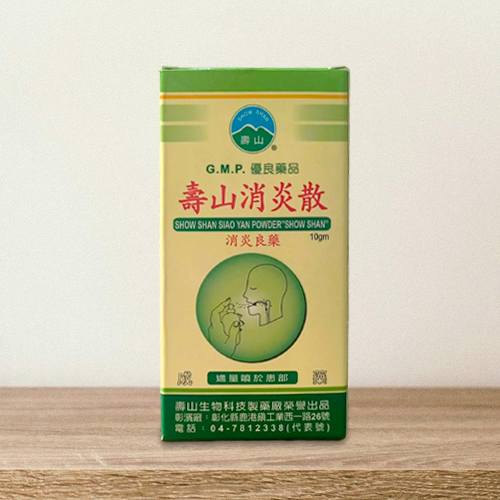 SHOW SHAN
壽山
®
G.M.P. 優良藥品
壽山消炎散
SHOW SHAN SIAO YAN POWDER"SHOW SHAN"
消炎良藥
10gm
成 藥
適量噴於患部
壽山生物科技製藥廠榮譽出品
彰濱廠：彰化縣鹿港鎮工業西一路26號
電話：04-7812338(代表號)